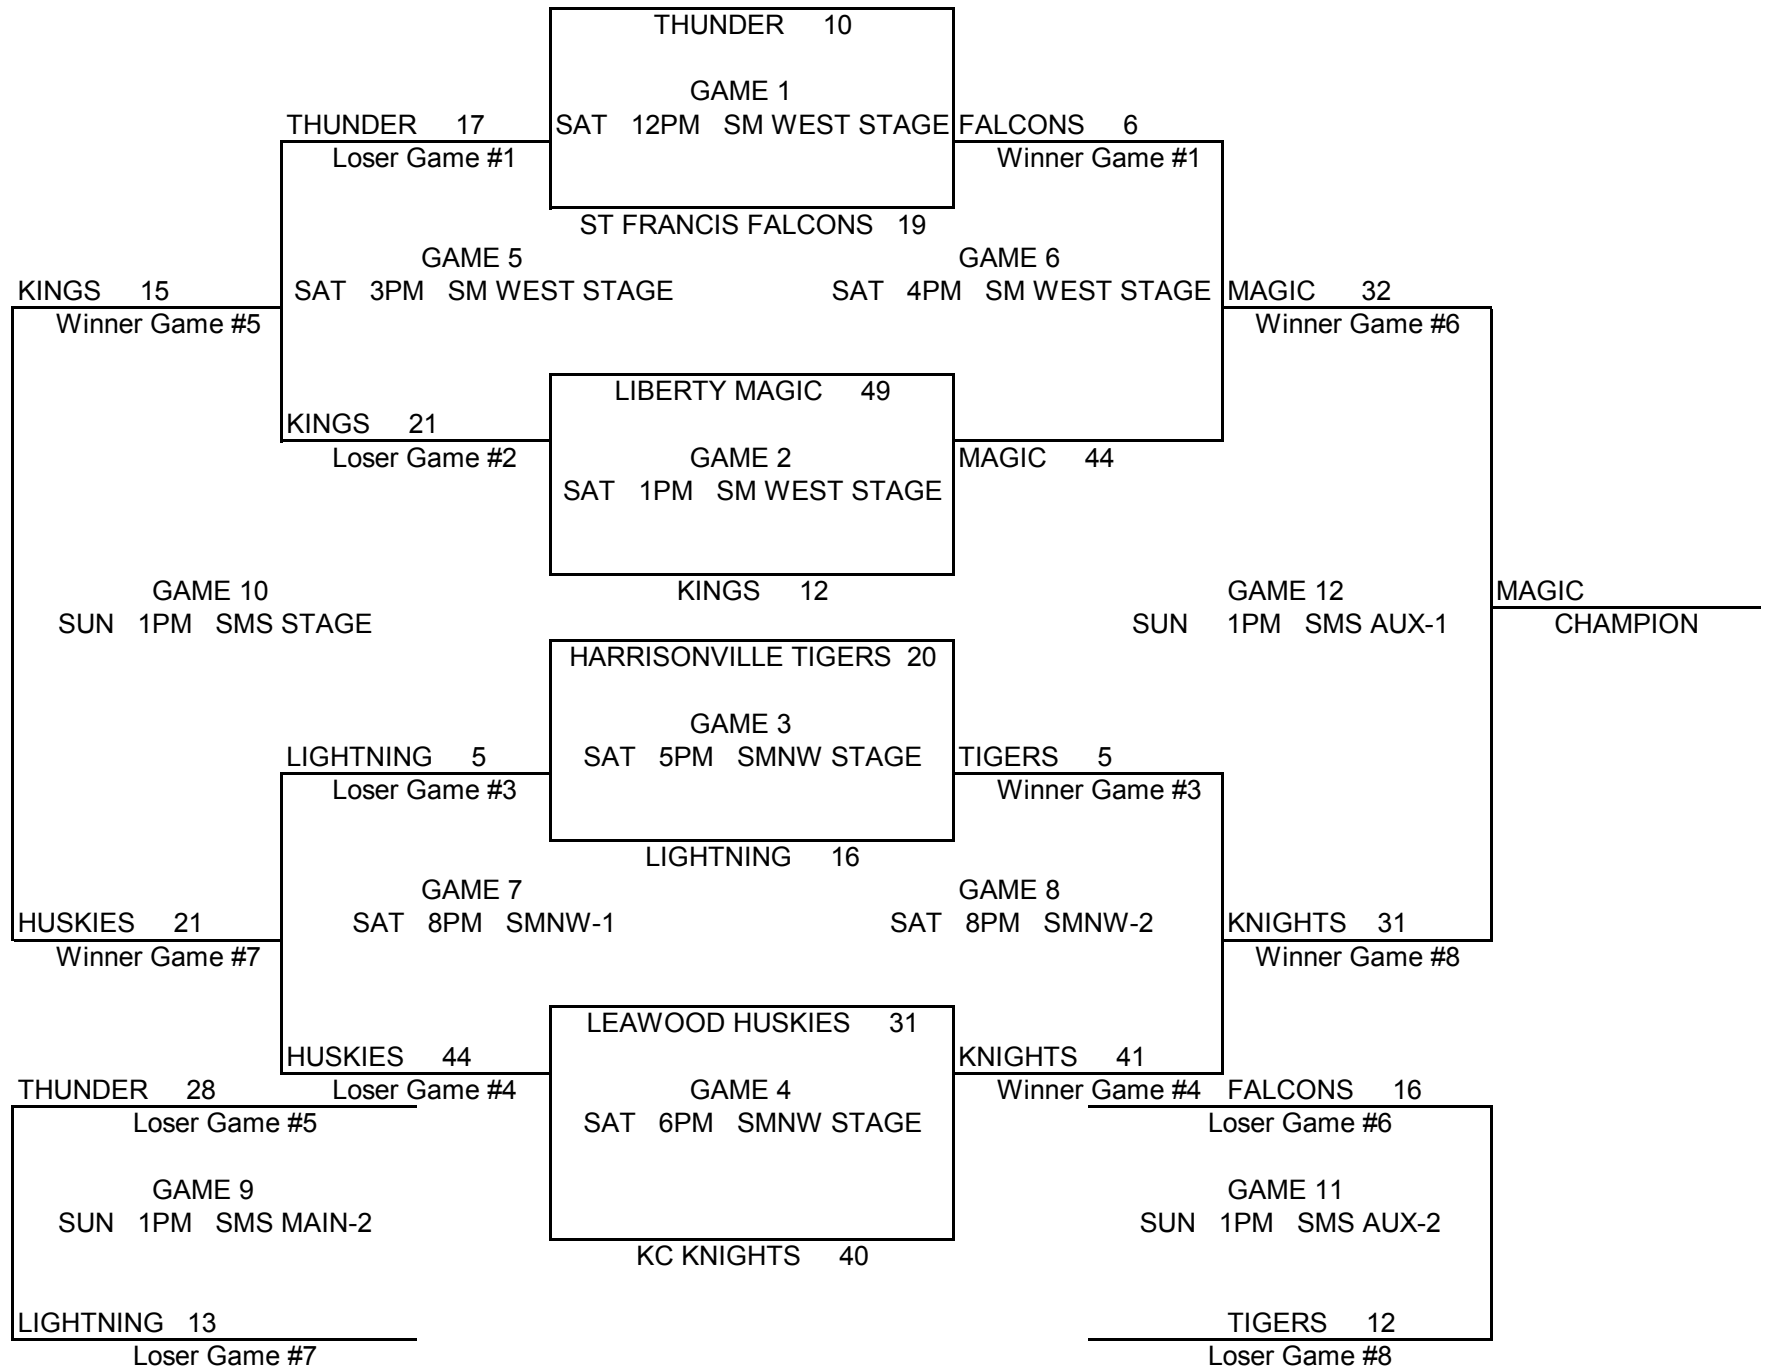 THUNDER 10
GAME 1
THUNDER 17 SAT 12PM SM WEST STAGE FALCONS 6
Loser Game #1 Winner Game #1
ST FRANCIS FALCONS 19
GAME 5 GAME 6
KINGS 15 SAT 3PM SM WEST STAGE SAT 4PM SM WEST STAGE MAGIC 32
Winner Game #5 Winner Game #6
LIBERTY MAGIC 49
KINGS 21
Loser Game #2 GAME 2 MAGIC 44
SAT 1PM SM WEST STAGE
GAME 10 KINGS 12 GAME 12 MAGIC
SUN 1PM SMS STAGE SUN 1PM SMS AUX-1 CHAMPION
HARRISONVILLE TIGERS 20
GAME 3
LIGHTNING 5 SAT 5PM SMNW STAGE TIGERS 5
Loser Game #3 Winner Game #3
LIGHTNING 16
GAME 7 GAME 8
HUSKIES 21 SAT 8PM SMNW-1 SAT 8PM SMNW-2 KNIGHTS 31
Winner Game #7 Winner Game #8
LEAWOOD HUSKIES 31
HUSKIES 44 KNIGHTS 41
THUNDER 28 Loser Game #4 GAME 4 Winner Game #4 FALCONS 16
Loser Game #5 SAT 6PM SMNW STAGE Loser Game #6
GAME 9 GAME 11
SUN 1PM SMS MAIN-2 SUN 1PM SMS AUX-2
KC KNIGHTS 40
LIGHTNING 13 TIGERS 12
Loser Game #7 Loser Game #8